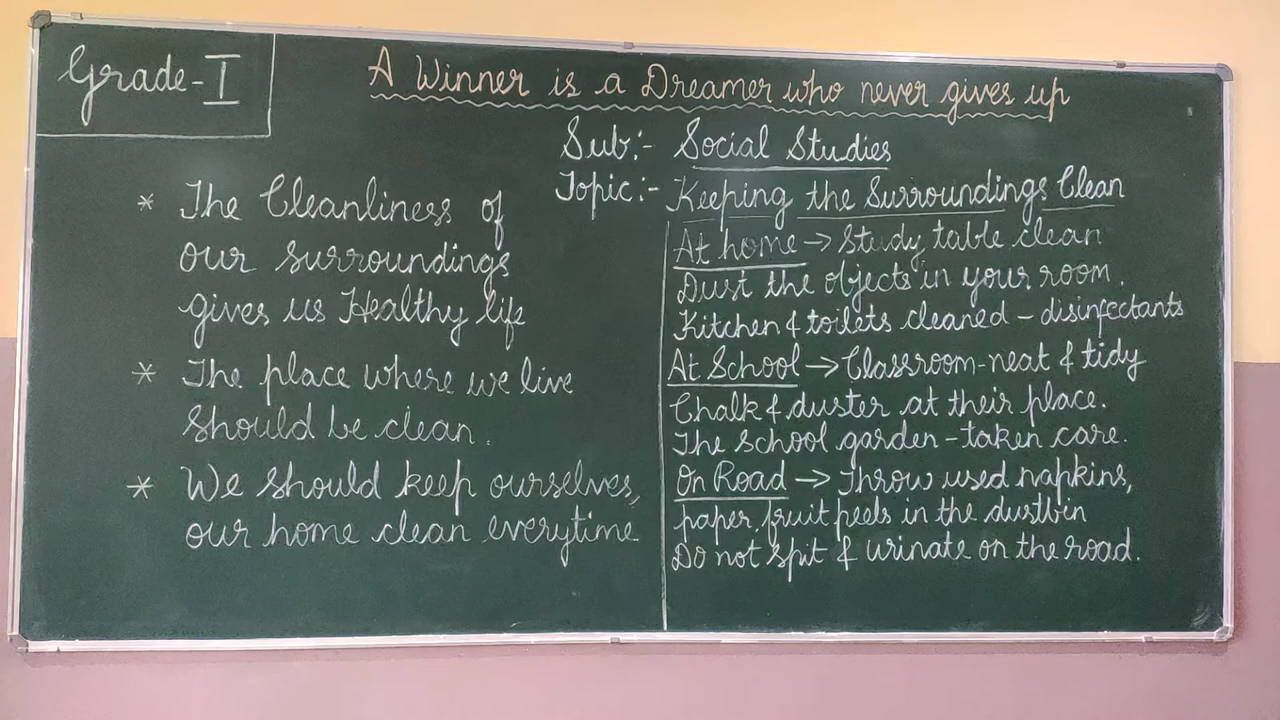 Grade-I
A Winner is a Dreamer who never gives up
Sub:- Social Studies
Topic:- Keeping the Surroundings Clean
* The Cleanliness of
our surroundings
gives us Healthy life
* The place where we live
Should be clean.
* We should keep ourselves,
our home clean everytime
At home → Study table clean
Dust the objects in your room.
Kitchen & toilets cleaned - disinfectants
At School → Classroom-neat & tidy
Chalk & duster at their place.
The school garden - taken care.
On Road → Throw used napkins,
paper, fruit peels in the dustbin
Do not spit & urinate on the road.